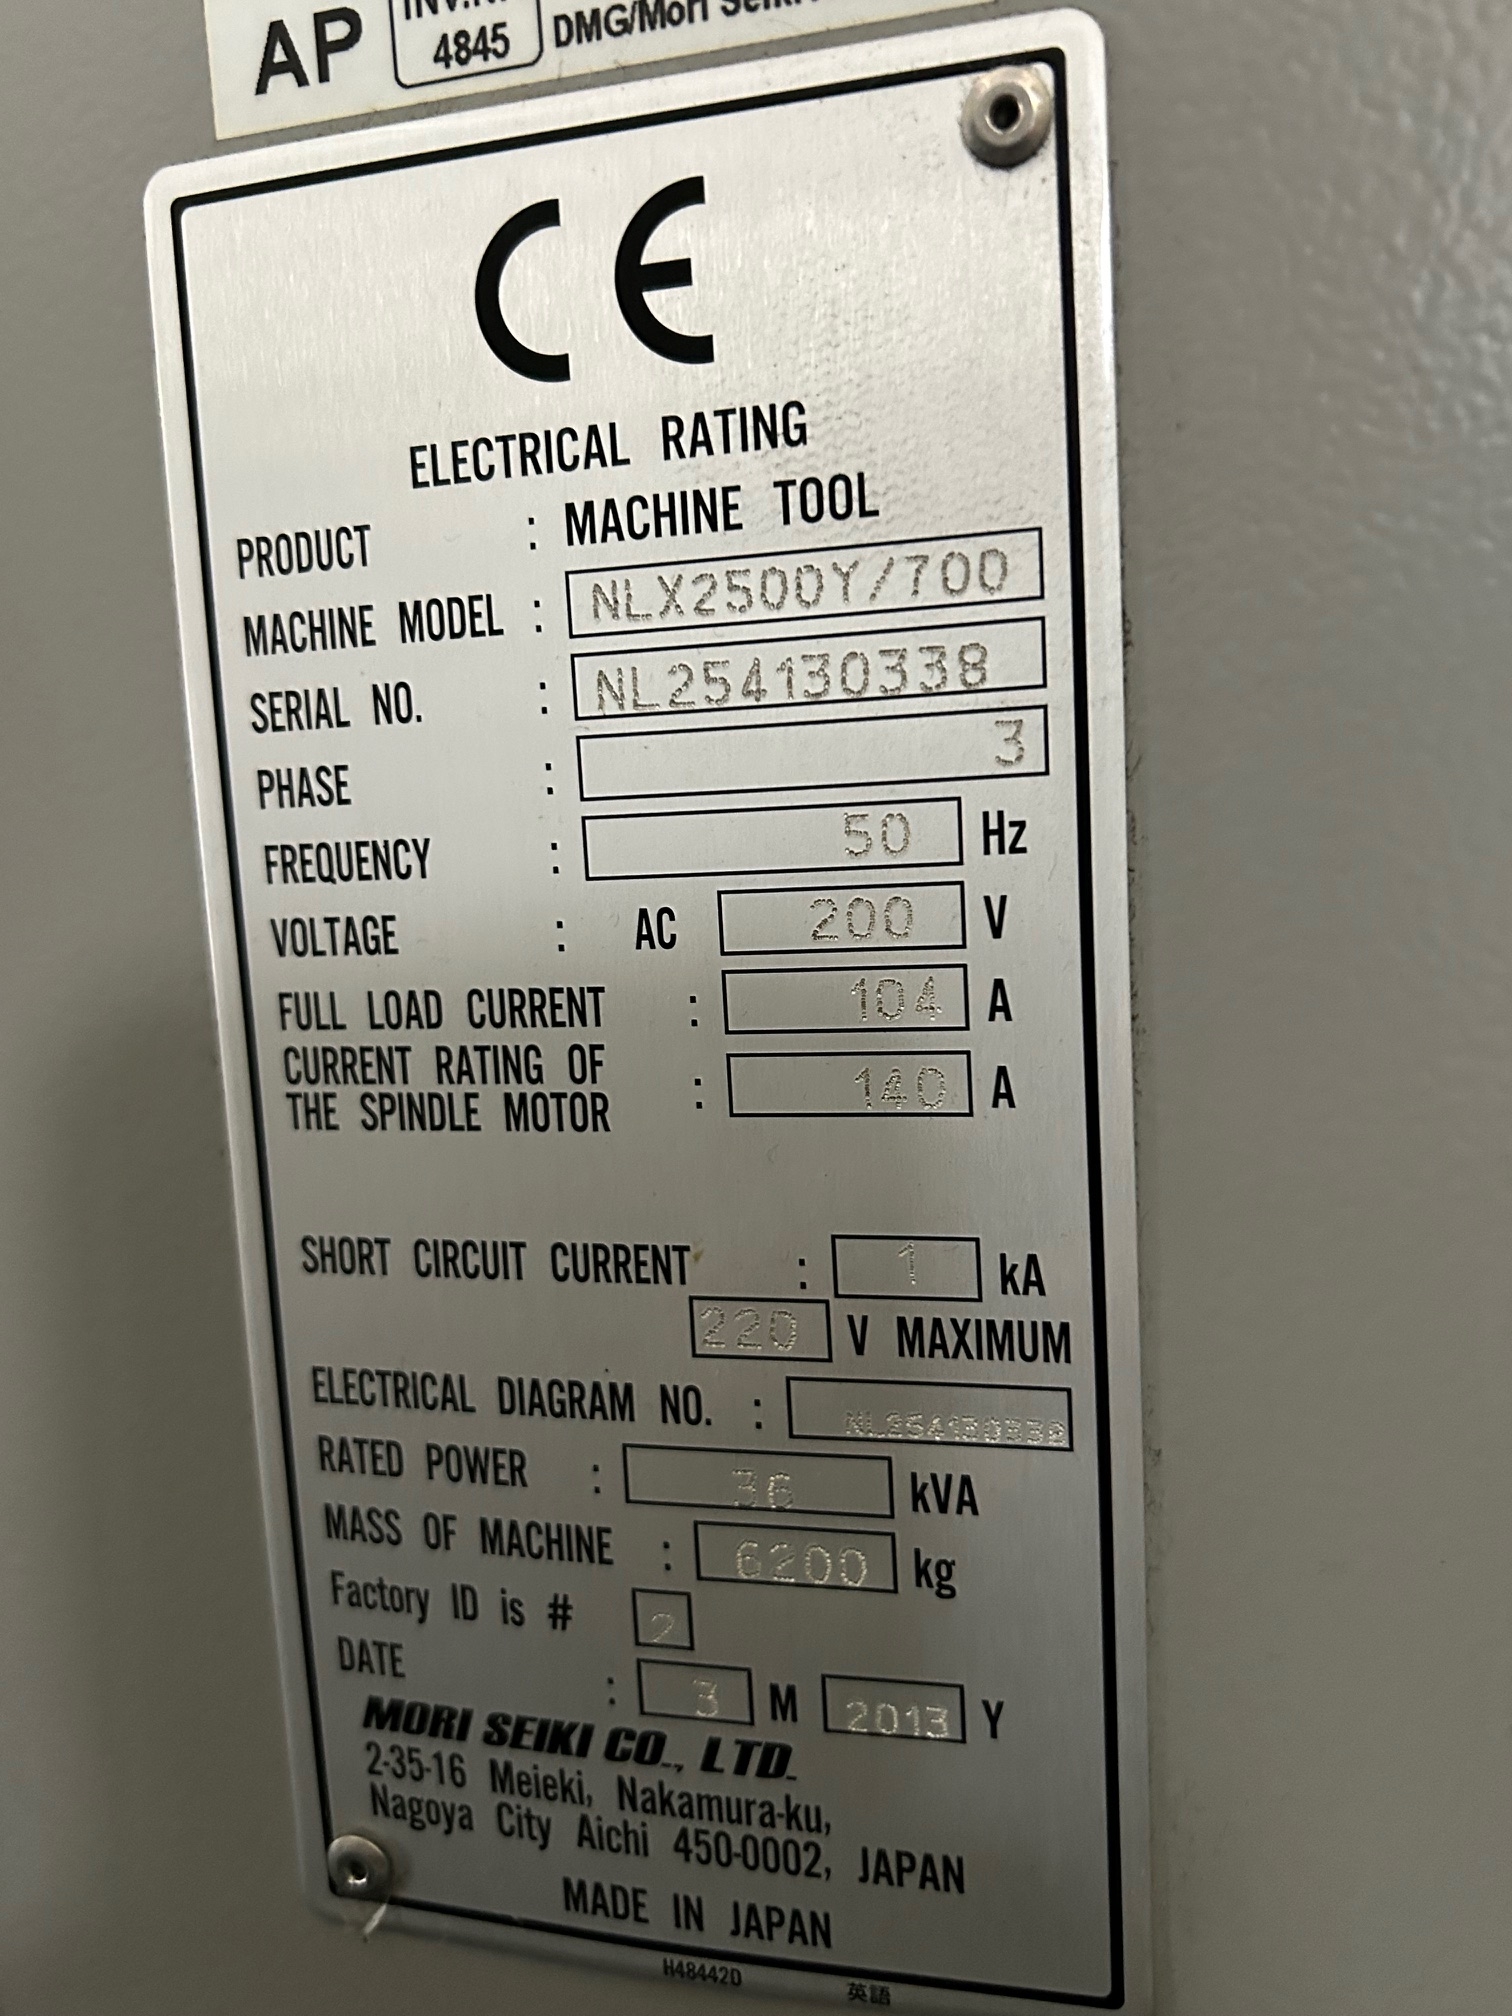 AP
4845
DMG/Mori
CE
ELECTRICAL RATING
PRODUCT : MACHINE TOOL
MACHINE MODEL : NLX2500Y/700
SERIAL NO. : NL254130338
PHASE : 3
FREQUENCY : 50 Hz
VOLTAGE : AC 200 V
FULL LOAD CURRENT : 104 A
CURRENT RATING OF
THE SPINDLE MOTOR : 140 A
SHORT CIRCUIT CURRENT : 1 kA
220 V MAXIMUM
ELECTRICAL DIAGRAM NO. :
RATED POWER : 36 kVA
MASS OF MACHINE : 6200 kg
Factory ID is # 2
DATE : 3 M 2013 Y
MORI SEIKI CO., LTD.
2-35-16 Meieki, Nakamura-ku,
Nagoya City Aichi 450-0002, JAPAN
MADE IN JAPAN
H48442D 英語